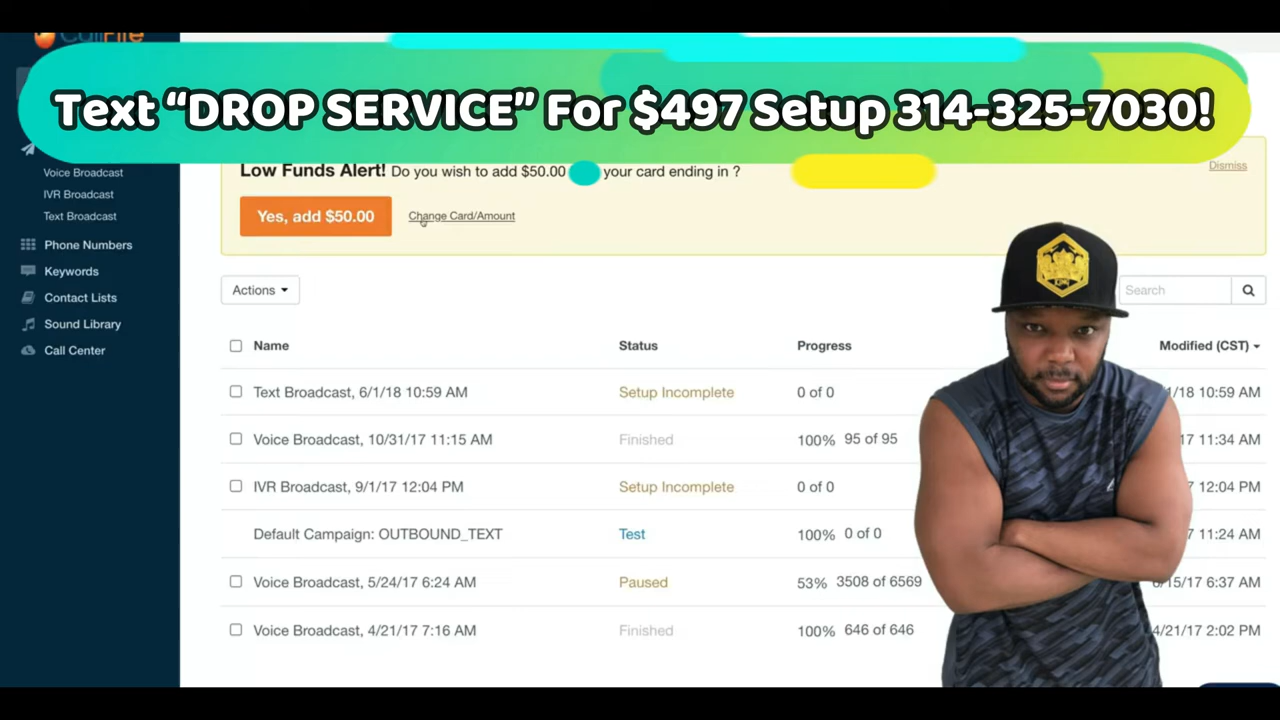 CallFire
Text “DROP SERVICE” For $497 Setup 314-325-7030!
Voice Broadcast
IVR Broadcast
Text Broadcast
Phone Numbers
Keywords
Contact Lists
Sound Library
Call Center
Low Funds Alert! Do you wish to add $50.00 your card ending in ?
Dismiss
Yes, add $50.00 Change Card/Amount
Actions
Search
Name Status Progress Modified (CST)
Text Broadcast, 6/1/18 10:59 AM Setup Incomplete 0 of 0 /18 10:59 AM
Voice Broadcast, 10/31/17 11:15 AM Finished 100% 95 of 95 17 11:34 AM
IVR Broadcast, 9/1/17 12:04 PM Setup Incomplete 0 of 0 12:04 PM
Default Campaign: OUTBOUND_TEXT Test 100% 0 of 0 7 11:24 AM
Voice Broadcast, 5/24/17 6:24 AM Paused 53% 3508 of 6569 6/15/17 6:37 AM
Voice Broadcast, 4/21/17 7:16 AM Finished 100% 646 of 646 4/21/17 2:02 PM